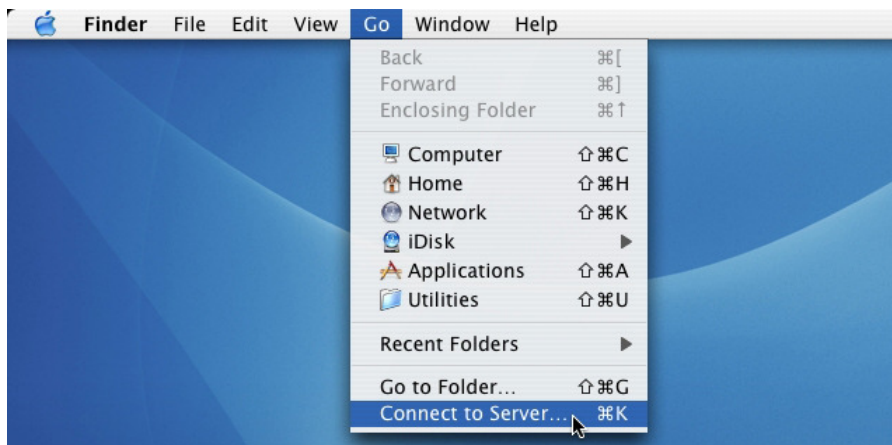 Finder File Edit View Go Window Help
Back ⌘[
Forward ⌘]
Enclosing Folder ⌘↑
Computer ⇧⌘C
Home ⇧⌘H
Network ⇧⌘K
iDisk ▶
Applications ⇧⌘A
Utilities ⇧⌘U
Recent Folders ▶
Go to Folder... ⇧⌘G
Connect to Server... ⌘K